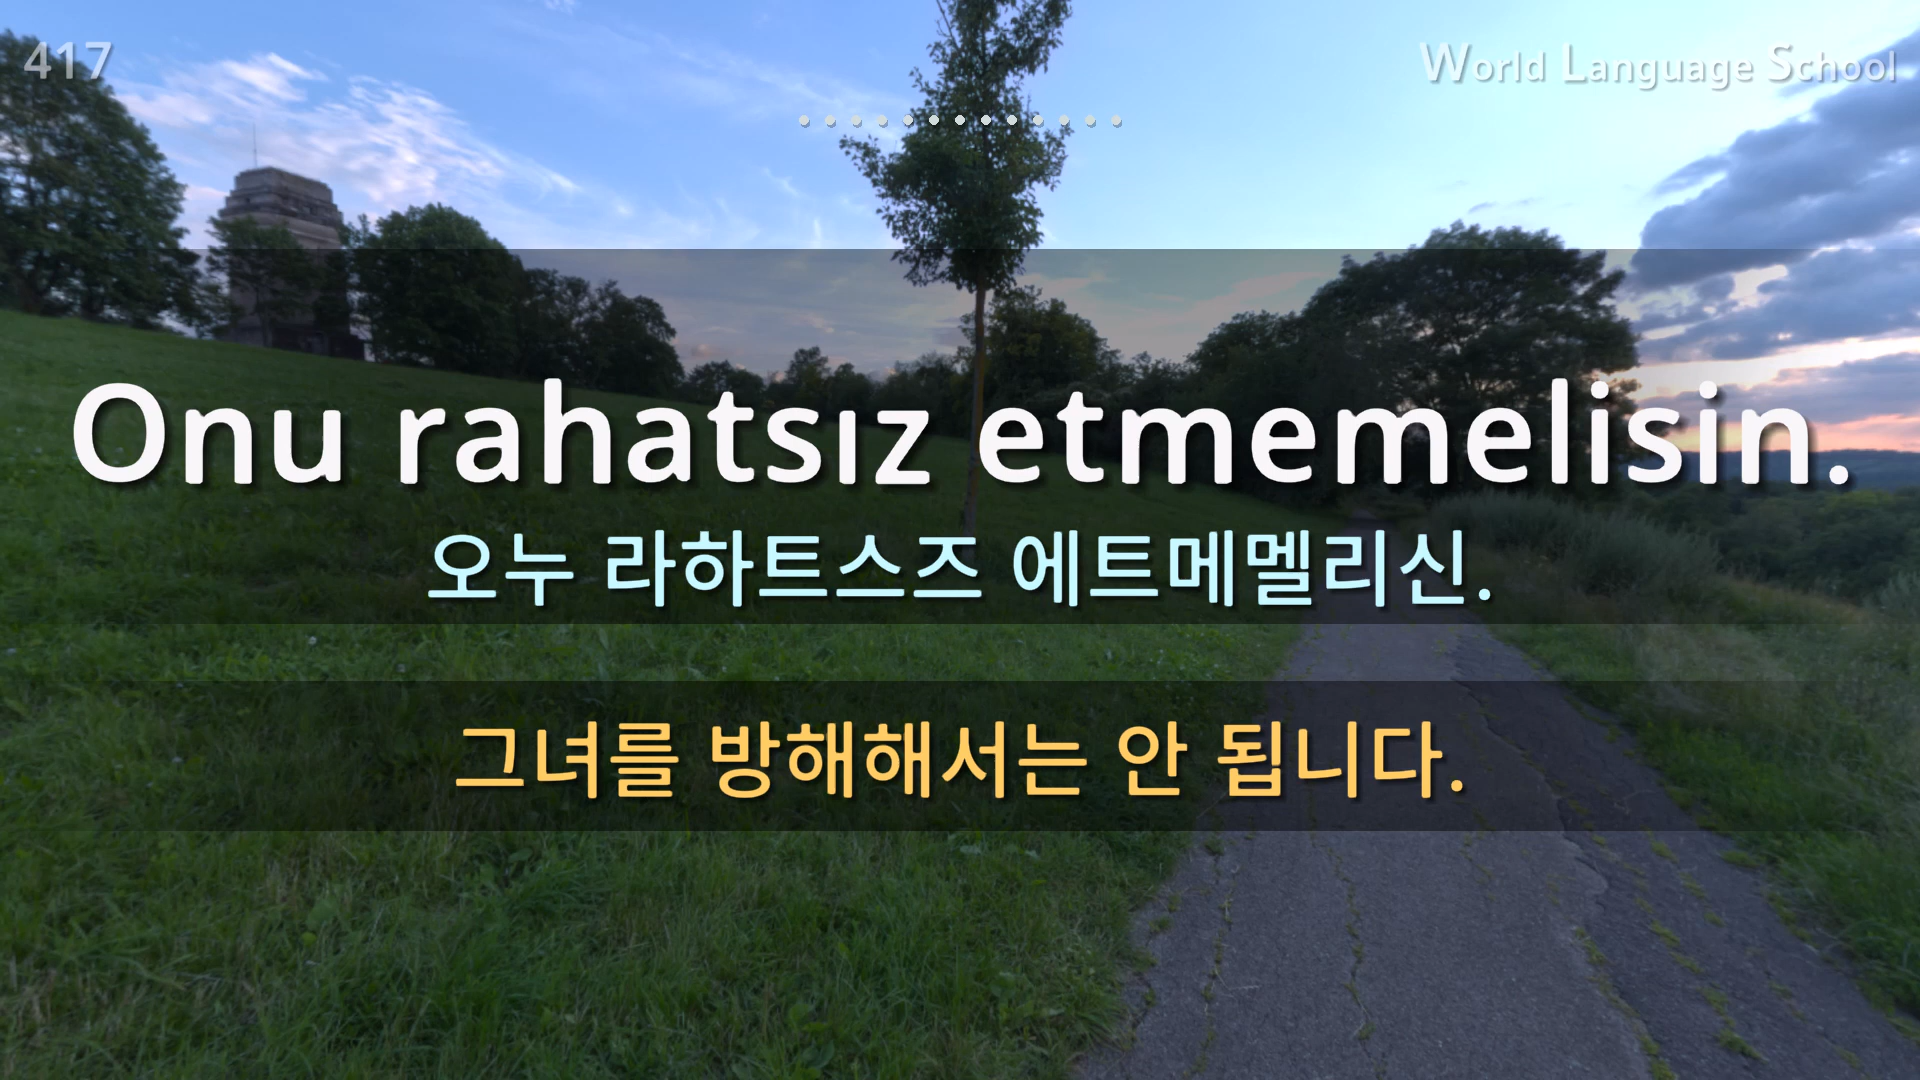 417
World Language School
Onu rahatsız etmemelisin.
오누 라하트스즈 에트메멜리신.
그녀를 방해해서는 안 됩니다.